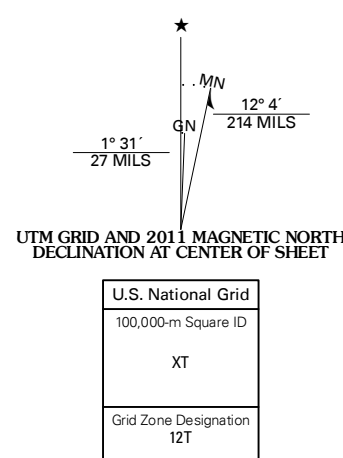 ★
MN
GN
12° 4´
214 MILS
1° 31´
27 MILS
UTM GRID AND 2011 MAGNETIC NORTH
DECLINATION AT CENTER OF SHEET
U.S. National Grid
100,000-m Square ID
XT
Grid Zone Designation
12T